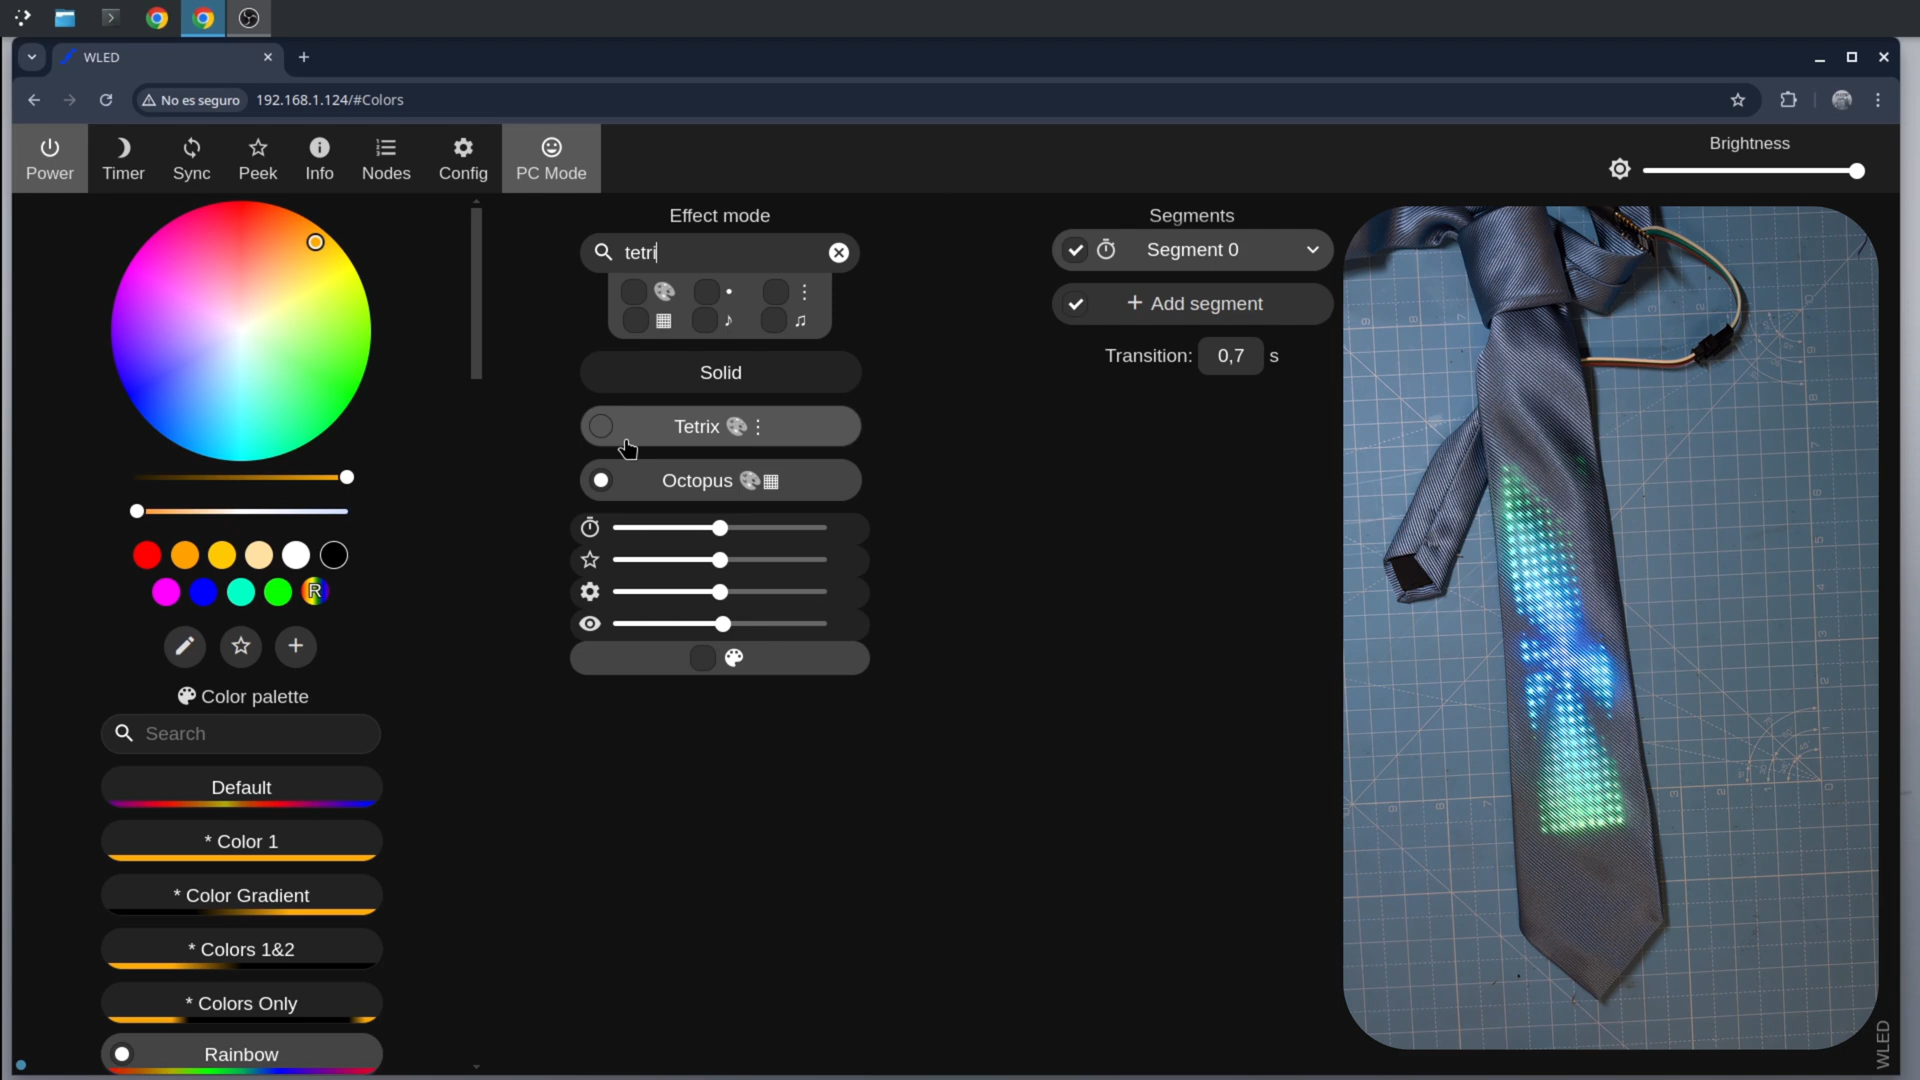 WLED
No es seguro 192.168.1.124/#Colors
Power
Timer
Sync
Peek
Info
Nodes
Config
PC Mode
Brightness
R
Color palette
Search
Default
* Color 1
* Color Gradient
* Colors 1&2
* Colors Only
Rainbow
Effect mode
tetri
Solid
Tetrix
Octopus
Segments
Segment 0
+ Add segment
Transition: 0,7 s
WLED